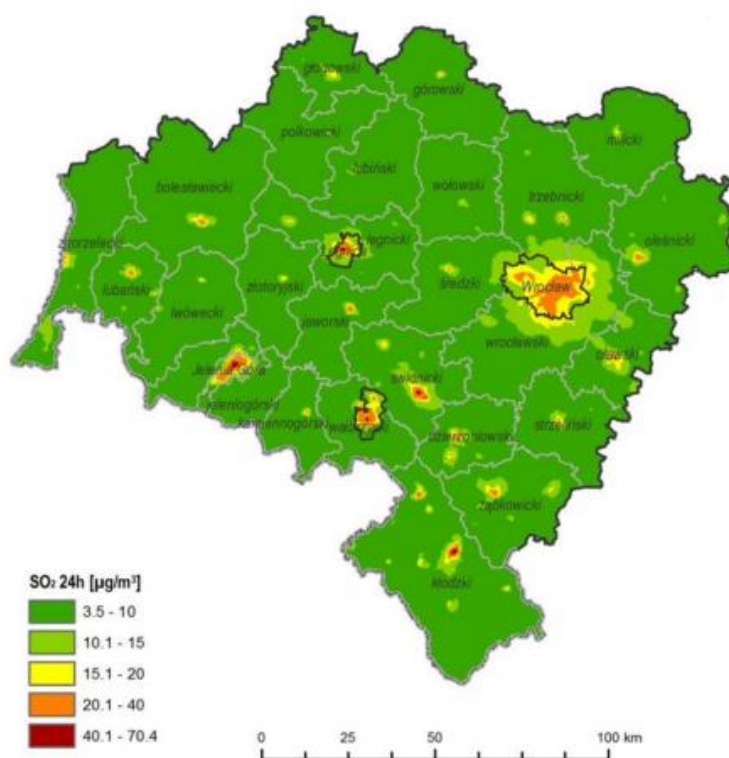 głogowski
górowski
polkowicki
milicki
lubiński
bolesławiecki
wołowski
trzebnicki
oleśnicki
legnicki
zgorzelecki
lubański
złotoryjski
średzki
Wrocław
lwówecki
jaworski
wrocławski
oławski
Jelenia Góra
świdnicki
jeleniogórski
kamiennogórski
dzierżoniowski
strzeliński
ząbkowicki
kłodzki
SO₂ 24h [µg/m³]
3.5 - 10
10.1 - 15
15.1 - 20
20.1 - 40
40.1 - 70.4
0 25 50 100 km